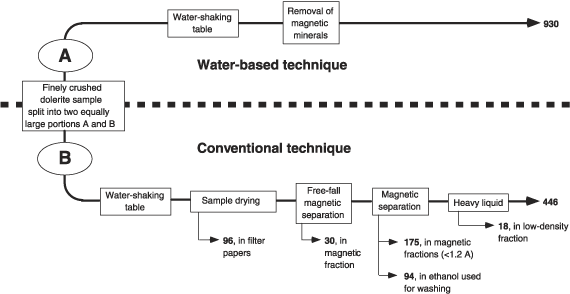 Water-shaking
table
Removal of
magnetic
minerals
930
A
Water-based technique
Finely crushed
dolerite sample
split into two equally
large portions A and B
B
Conventional technique
Water-shaking
table
Sample drying
Free-fall
magnetic
separation
Magnetic
separation
Heavy liquid
446
96, in filter
papers
30, in
magnetic
fraction
175, in magnetic
fractions (<1.2 A)
94, in ethanol used
for washing
18, in low-density
fraction